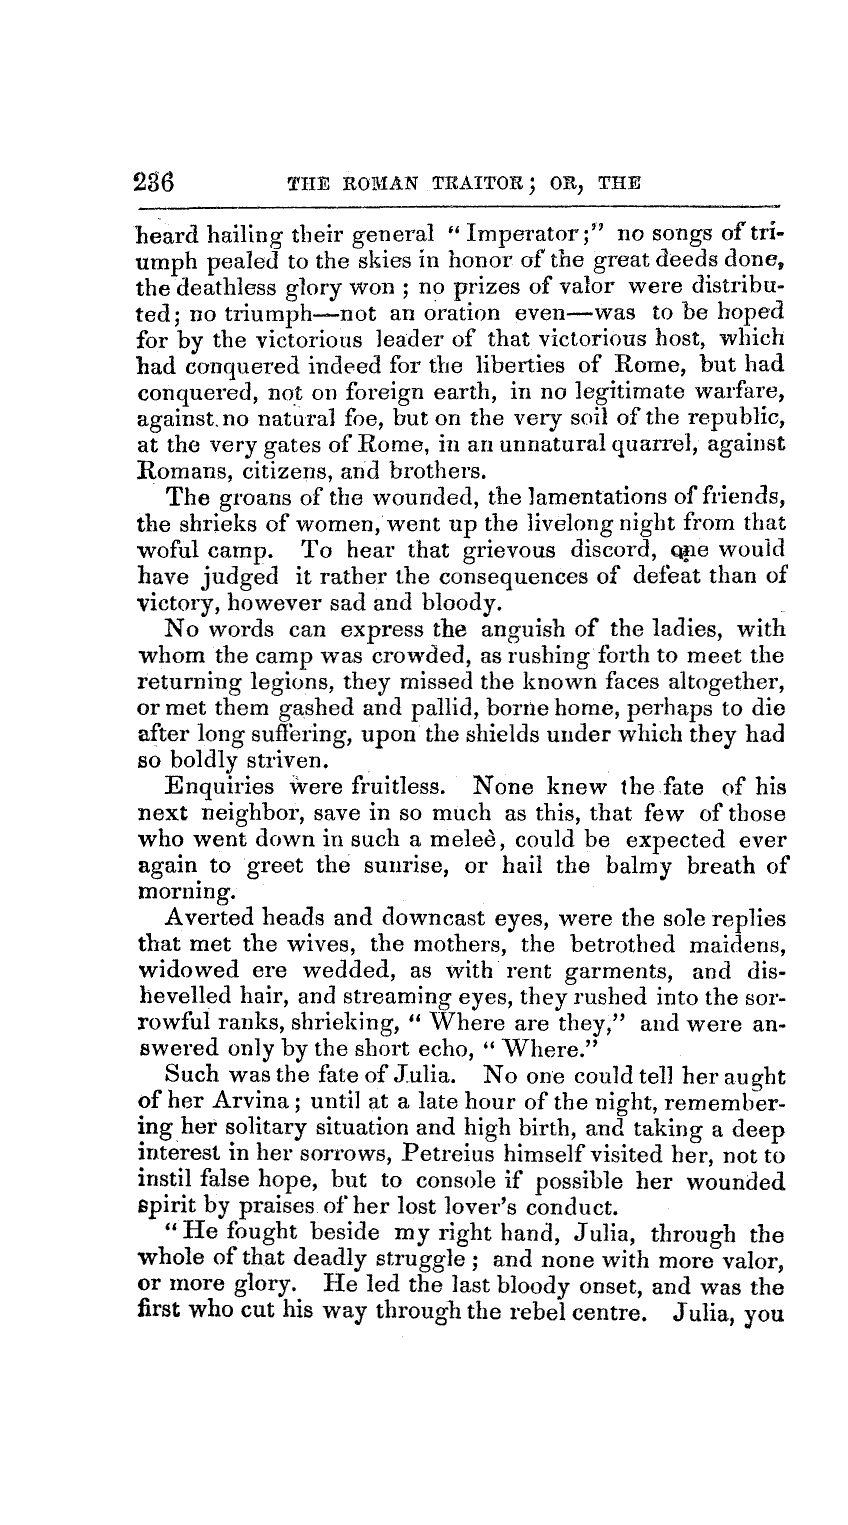 236 THE ROMAN TRAITOR; OR, THE
heard hailing their general "Imperator;" no songs of tri-
umph pealed to the skies in honor of the great deeds done,
the deathless glory won; no prizes of valor were distribu-
ted; no triumph—not an oration even—was to be hoped
for by the victorious leader of that victorious host, which
had conquered indeed for the liberties of Rome, but had
conquered, not on foreign earth, in no legitimate warfare,
against no natural foe, but on the very soil of the republic,
at the very gates of Rome, in an unnatural quarrel, against
Romans, citizens, and brothers.
The groans of the wounded, the lamentations of friends,
the shrieks of women, went up the livelong night from that
woful camp. To hear that grievous discord, one would
have judged it rather the consequences of defeat than of
victory, however sad and bloody.
No words can express the anguish of the ladies, with
whom the camp was crowded, as rushing forth to meet the
returning legions, they missed the known faces altogether,
or met them gashed and pallid, borne home, perhaps to die
after long suffering, upon the shields under which they had
so boldly striven.
Enquiries were fruitless. None knew the fate of his
next neighbor, save in so much as this, that few of those
who went down in such a meleè, could be expected ever
again to greet the sunrise, or hail the balmy breath of
morning.
Averted heads and downcast eyes, were the sole replies
that met the wives, the mothers, the betrothed maidens,
widowed ere wedded, as with rent garments, and dis-
hevelled hair, and streaming eyes, they rushed into the sor-
rowful ranks, shrieking, "Where are they," and were an-
swered only by the short echo, "Where."
Such was the fate of Julia. No one could tell her aught
of her Arvina; until at a late hour of the night, remember-
ing her solitary situation and high birth, and taking a deep
interest in her sorrows, Petreius himself visited her, not to
instil false hope, but to console if possible her wounded
spirit by praises of her lost lover's conduct.
"He fought beside my right hand, Julia, through the
whole of that deadly struggle; and none with more valor,
or more glory. He led the last bloody onset, and was the
first who cut his way through the rebel centre. Julia, you